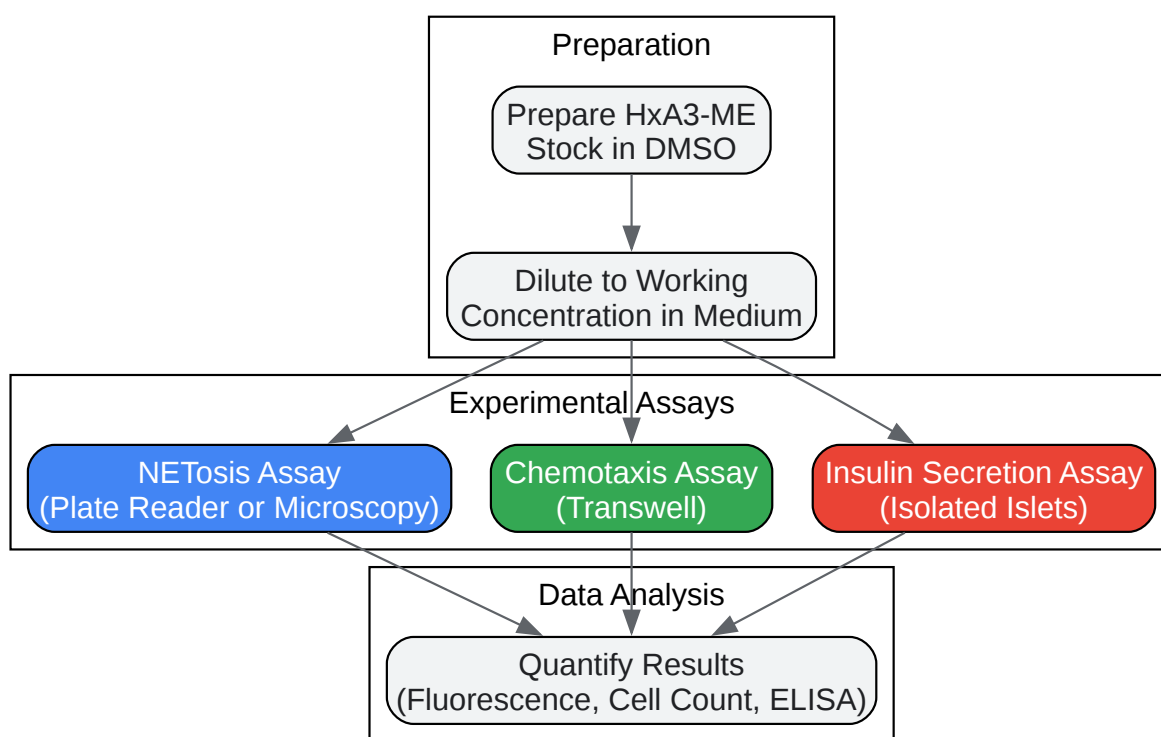 Preparation
Prepare HxA3-ME
Stock in DMSO
Dilute to Working
Concentration in Medium
Experimental Assays
NETosis Assay
(Plate Reader or Microscopy)
Chemotaxis Assay
(Transwell)
Insulin Secretion Assay
(Isolated Islets)
Data Analysis
Quantify Results
(Fluorescence, Cell Count, ELISA)